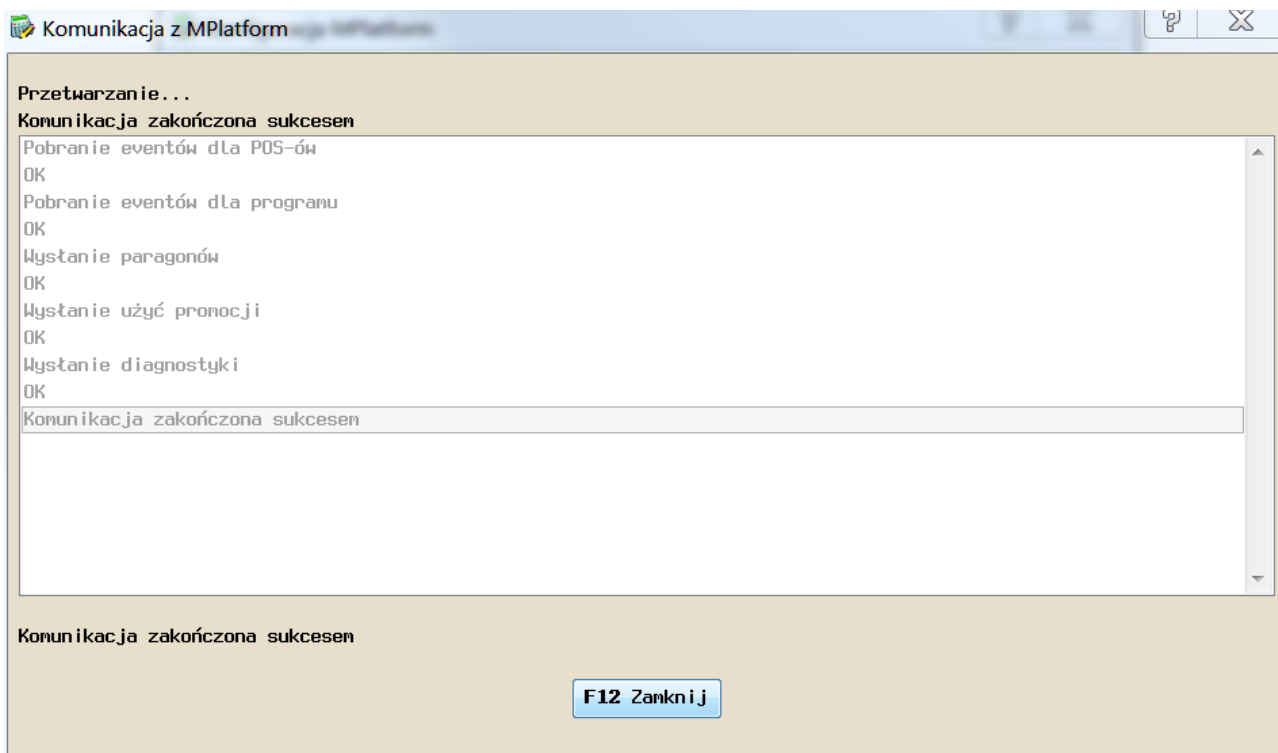 Komunikacja z MPlatform
Przetwarzanie...
Komunikacja zakończona sukcesem
Pobranie eventów dla POS-ów
OK
Pobranie eventów dla programu
OK
Wysłanie paragonów
OK
Wysłanie użyć promocji
OK
Wysłanie diagnostyki
OK
Komunikacja zakończona sukcesem
Komunikacja zakończona sukcesem
F12 Zamknij